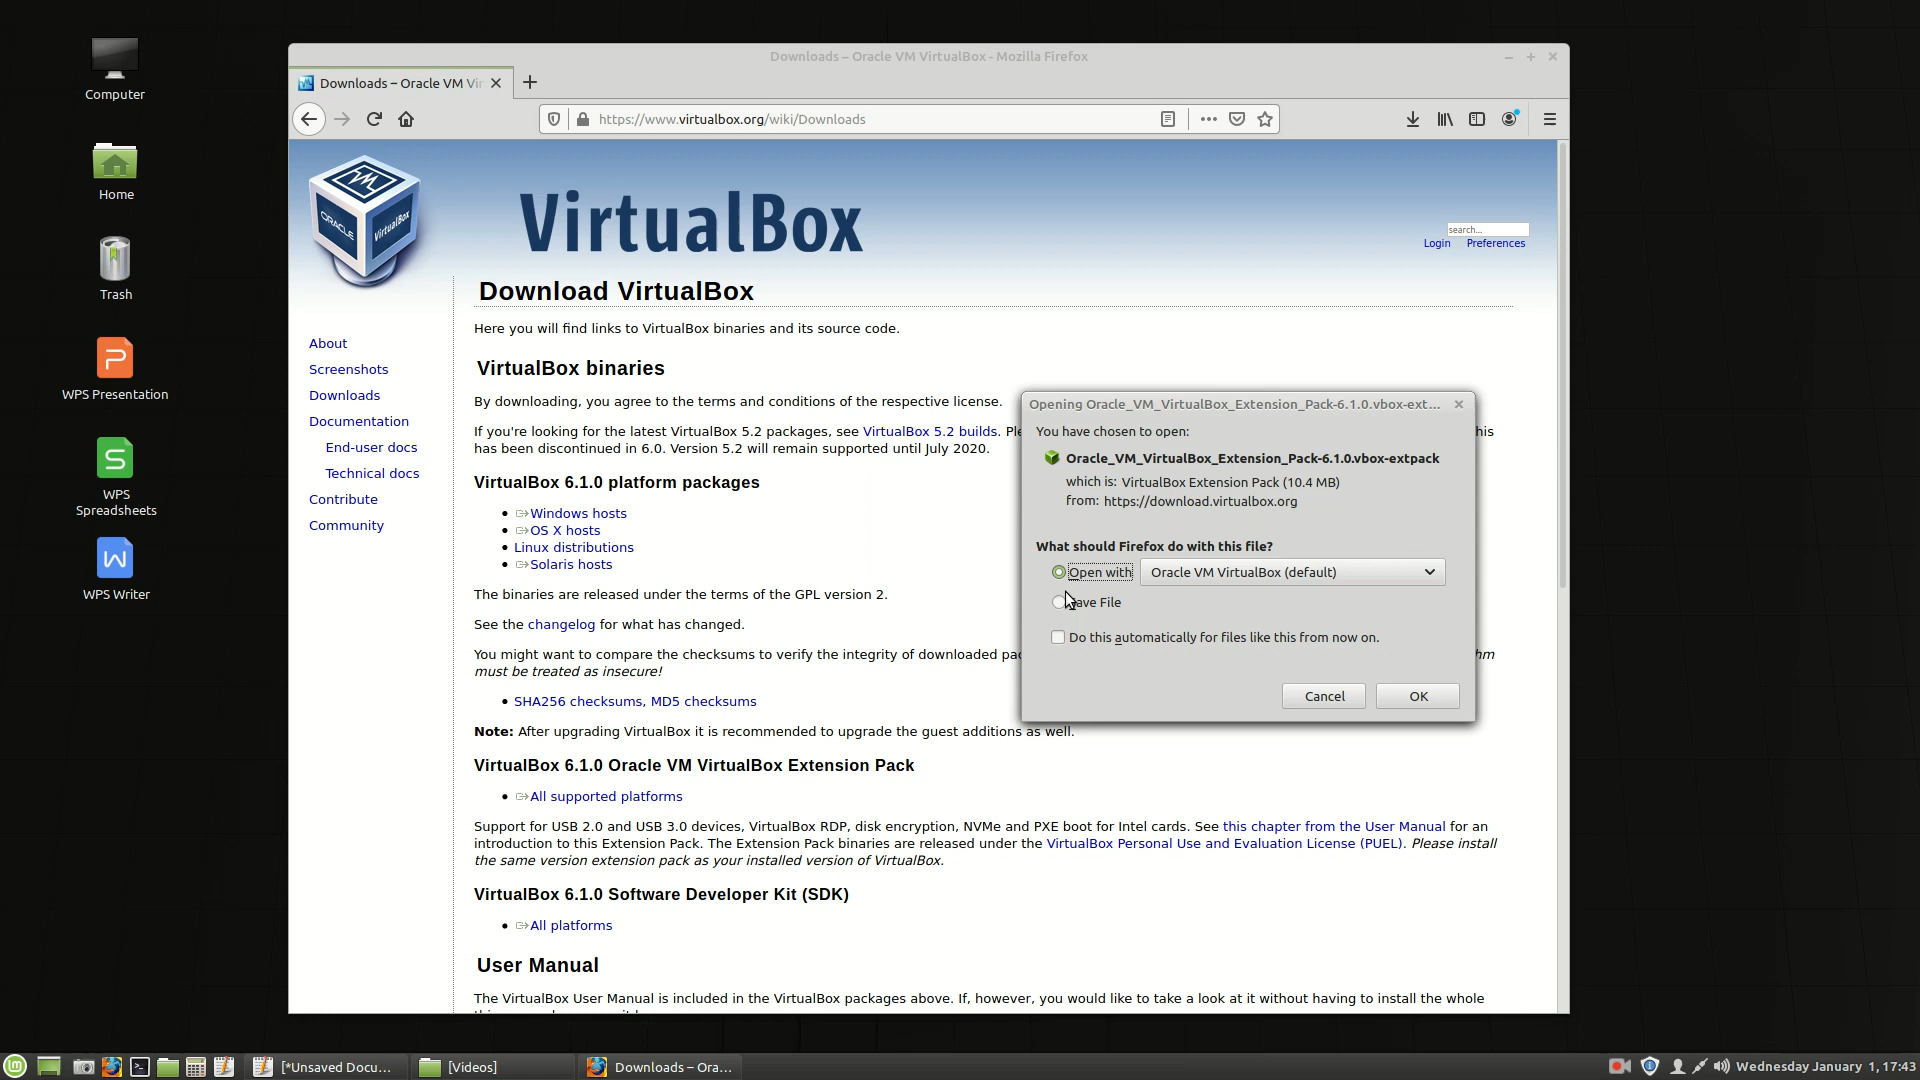 Computer
Home
Trash
WPS Presentation
WPS
Spreadsheets
WPS Writer
Downloads – Oracle VM VirtualBox - Mozilla Firefox
Downloads – Oracle VM Vir
https://www.virtualbox.org/wiki/Downloads
ORACLE
VirtualBox
VirtualBox
search...
Login Preferences
About
Screenshots
Downloads
Documentation
End-user docs
Technical docs
Contribute
Community
Download VirtualBox
Here you will find links to VirtualBox binaries and its source code.
VirtualBox binaries
By downloading, you agree to the terms and conditions of the respective license.
If you're looking for the latest VirtualBox 5.2 packages, see VirtualBox 5.2 builds. his
has been discontinued in 6.0. Version 5.2 will remain supported until July 2020.
VirtualBox 6.1.0 platform packages
Windows hosts
OS X hosts
Linux distributions
Solaris hosts
The binaries are released under the terms of the GPL version 2.
See the changelog for what has changed.
You might want to compare the checksums to verify the integrity of downloaded pac hm
must be treated as insecure!
SHA256 checksums, MD5 checksums
Note: After upgrading VirtualBox it is recommended to upgrade the guest additions as well.
VirtualBox 6.1.0 Oracle VM VirtualBox Extension Pack
All supported platforms
Support for USB 2.0 and USB 3.0 devices, VirtualBox RDP, disk encryption, NVMe and PXE boot for Intel cards. See this chapter from the User Manual for an
introduction to this Extension Pack. The Extension Pack binaries are released under the VirtualBox Personal Use and Evaluation License (PUEL). Please install
the same version extension pack as your installed version of VirtualBox.
VirtualBox 6.1.0 Software Developer Kit (SDK)
All platforms
User Manual
The VirtualBox User Manual is included in the VirtualBox packages above. If, however, you would like to take a look at it without having to install the whole
Opening Oracle_VM_VirtualBox_Extension_Pack-6.1.0.vbox-ext...
You have chosen to open:
Oracle_VM_VirtualBox_Extension_Pack-6.1.0.vbox-extpack
which is: VirtualBox Extension Pack (10.4 MB)
from: https://download.virtualbox.org
What should Firefox do with this file?
Open with Oracle VM VirtualBox (default)
ave File
Do this automatically for files like this from now on.
Cancel OK
[*Unsaved Docu...
[Videos]
Downloads – Ora...
Wednesday January 1, 17:43